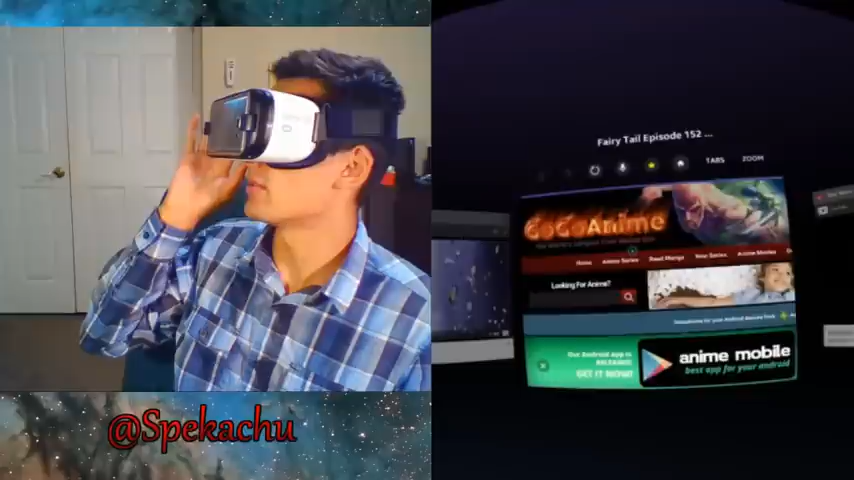 @Spekachu
Fairy Tail Episode 152 ...
TABS
ZOOM
GoGoAnime
Home Anime Series Read Manga New Series Anime Movies
Looking For Anime?
Our Android app is
RELEASED!
GET IT NOW!
anime mobile
best app for your android